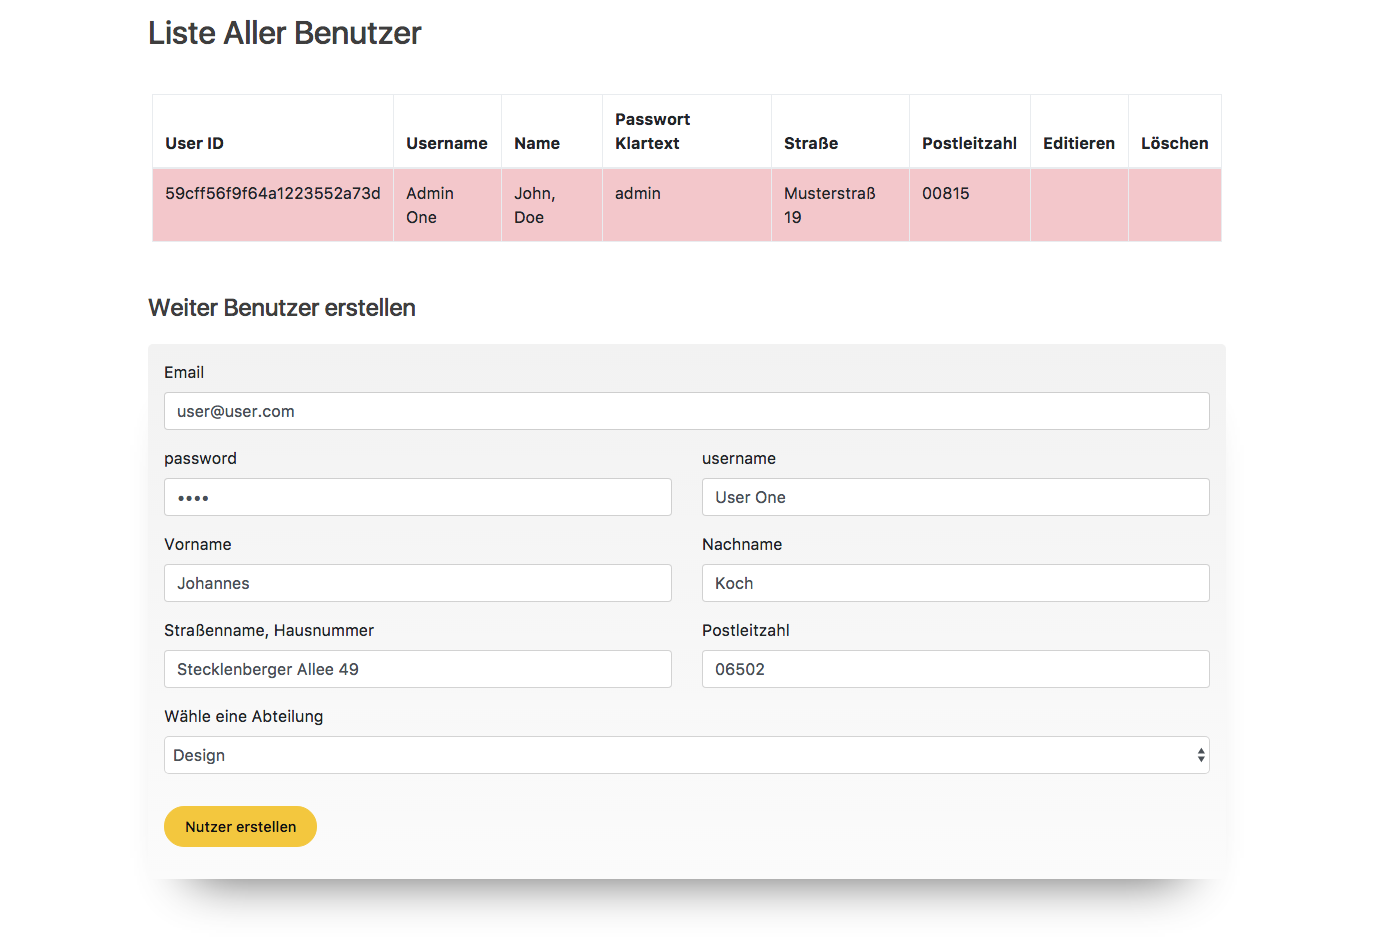 Liste Aller Benutzer
Passwort
User ID Username Name Klartext Straße Postleitzahl Editieren Löschen
59cff56f9f64a1223552a73d Admin John, admin Musterstraß 00815
One Doe 19
Weiter Benutzer erstellen
Email
user@user.com
password username
•••• User One
Vorname Nachname
Johannes Koch
Straßenname, Hausnummer Postleitzahl
Stecklenberger Allee 49 06502
Wähle eine Abteilung
Design
Nutzer erstellen